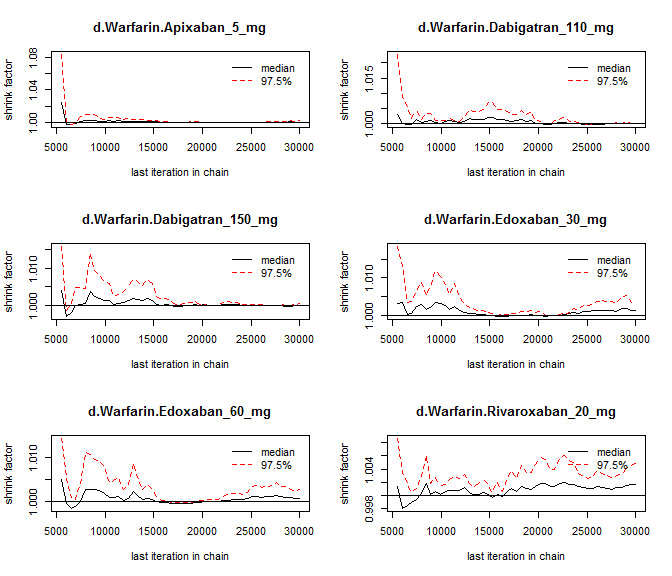 d.Warfarin.Apixaban_5_mg
shrink factor
1.00 1.04 1.08
median
97.5%
5000 10000 15000 20000 25000 30000
last iteration in chain
d.Warfarin.Dabigatran_110_mg
shrink factor
1.000 1.015
median
97.5%
5000 10000 15000 20000 25000 30000
last iteration in chain
d.Warfarin.Dabigatran_150_mg
shrink factor
1.000 1.010
median
97.5%
5000 10000 15000 20000 25000 30000
last iteration in chain
d.Warfarin.Edoxaban_30_mg
shrink factor
1.000 1.010
median
97.5%
5000 10000 15000 20000 25000 30000
last iteration in chain
d.Warfarin.Edoxaban_60_mg
shrink factor
1.000 1.010
median
97.5%
5000 10000 15000 20000 25000 30000
last iteration in chain
d.Warfarin.Rivaroxaban_20_mg
shrink factor
0.998 1.004
median
97.5%
5000 10000 15000 20000 25000 30000
last iteration in chain